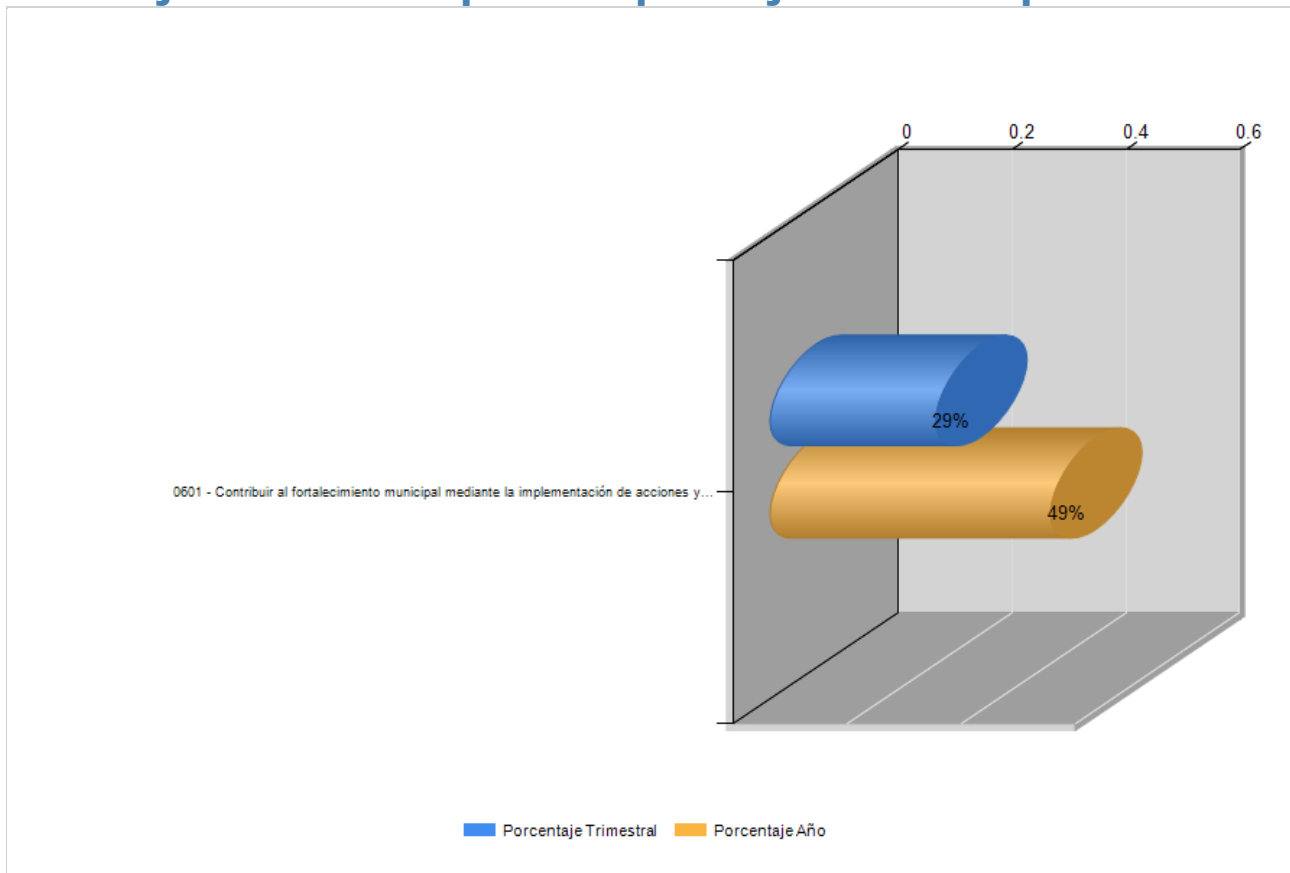 0 0.2 0.4 0.6
29%
0601 - Contribuir al fortalecimiento municipal mediante la implementación de acciones y...
49%
Porcentaje Trimestral Porcentaje Año